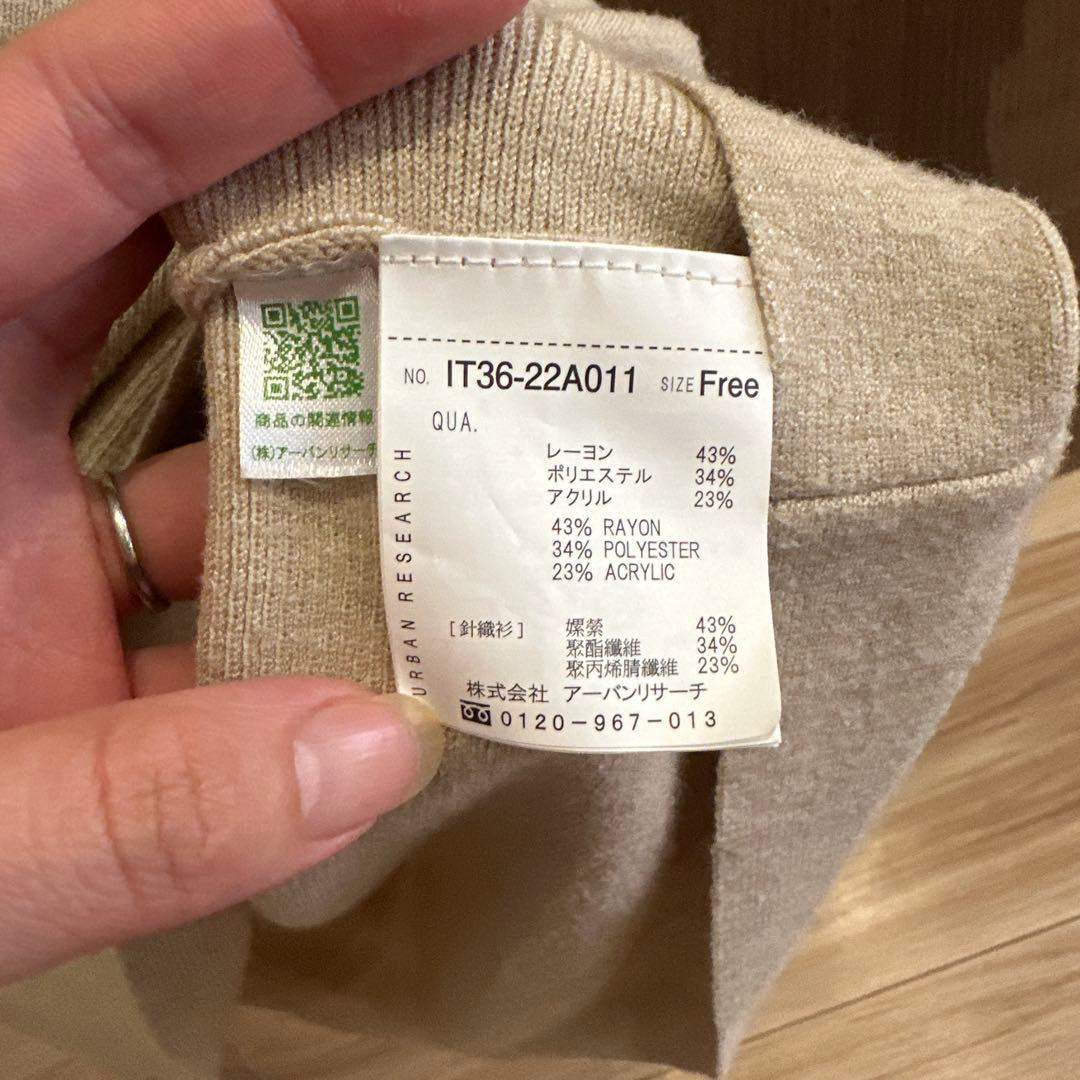 商品の関連情報
(株)アーバンリサーチ
NO. IT36-22A011 SIZE Free
QUA.
URBAN RESEARCH
レーヨン 43%
ポリエステル 34%
アクリル 23%
43% RAYON
34% POLYESTER
23% ACRYLIC
[針織衫] 嫘縈 43%
聚酯纖維 34%
聚丙烯腈纖維 23%
株式会社 アーバンリサーチ
0120-967-013